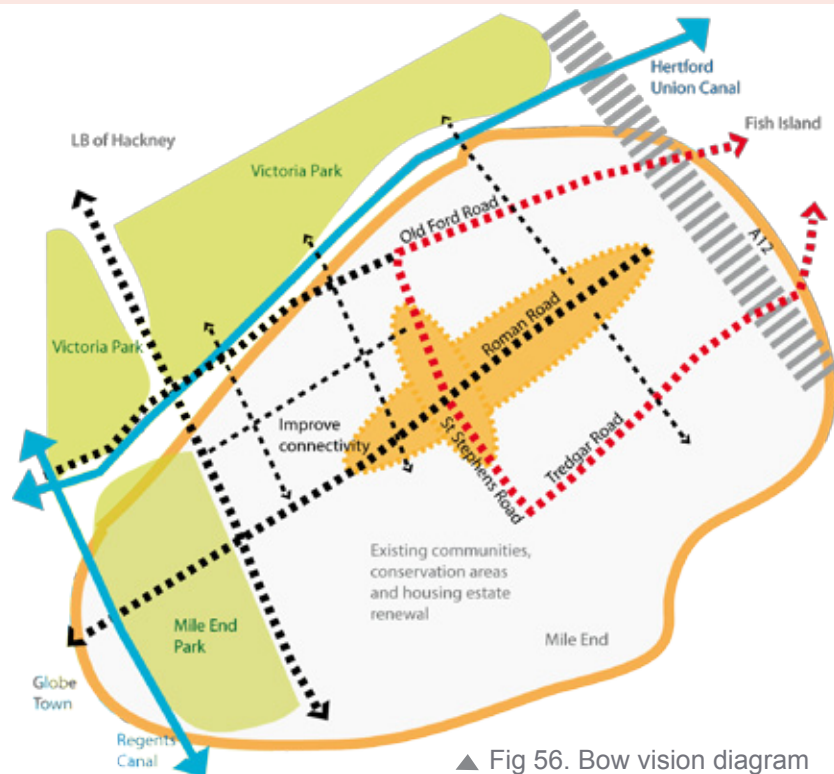 Hertford
Union Canal
Fish Island
LB of Hackney
Victoria Park
Old Ford Road
A12
Victoria Park
Roman Road
Improve
connectivity
St Stephens Road
Tredgar Road
Existing communities,
conservation areas
and housing estate
renewal
Mile End
Park
Mile End
Globe
Town
Regents
Canal
▲ Fig 56. Bow vision diagram